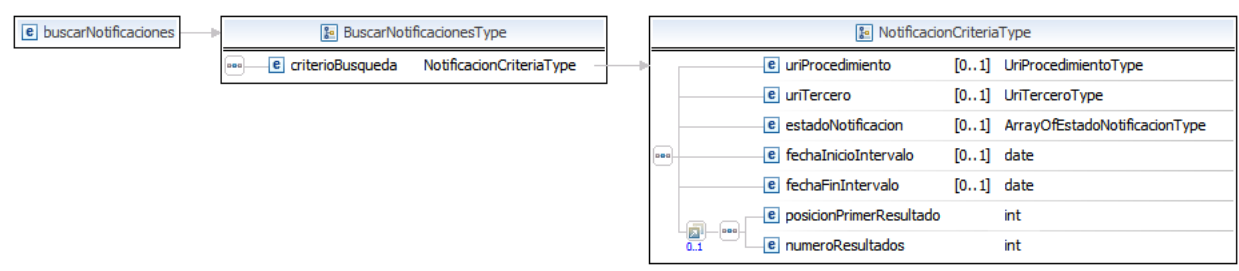 e buscarNotificaciones
BuscarNotificacionesType
e criterioBusqueda NotificacionCriteriaType
NotificacionCriteriaType
e uriProcedimiento [0..1] UriProcedimientoType
e uriTercero [0..1] UriTerceroType
e estadoNotificacion [0..1] ArrayOfEstadoNotificacionType
e fechaInicioIntervalo [0..1] date
e fechaFinIntervalo [0..1] date
e posicionPrimerResultado int
0..1
e numeroResultados int